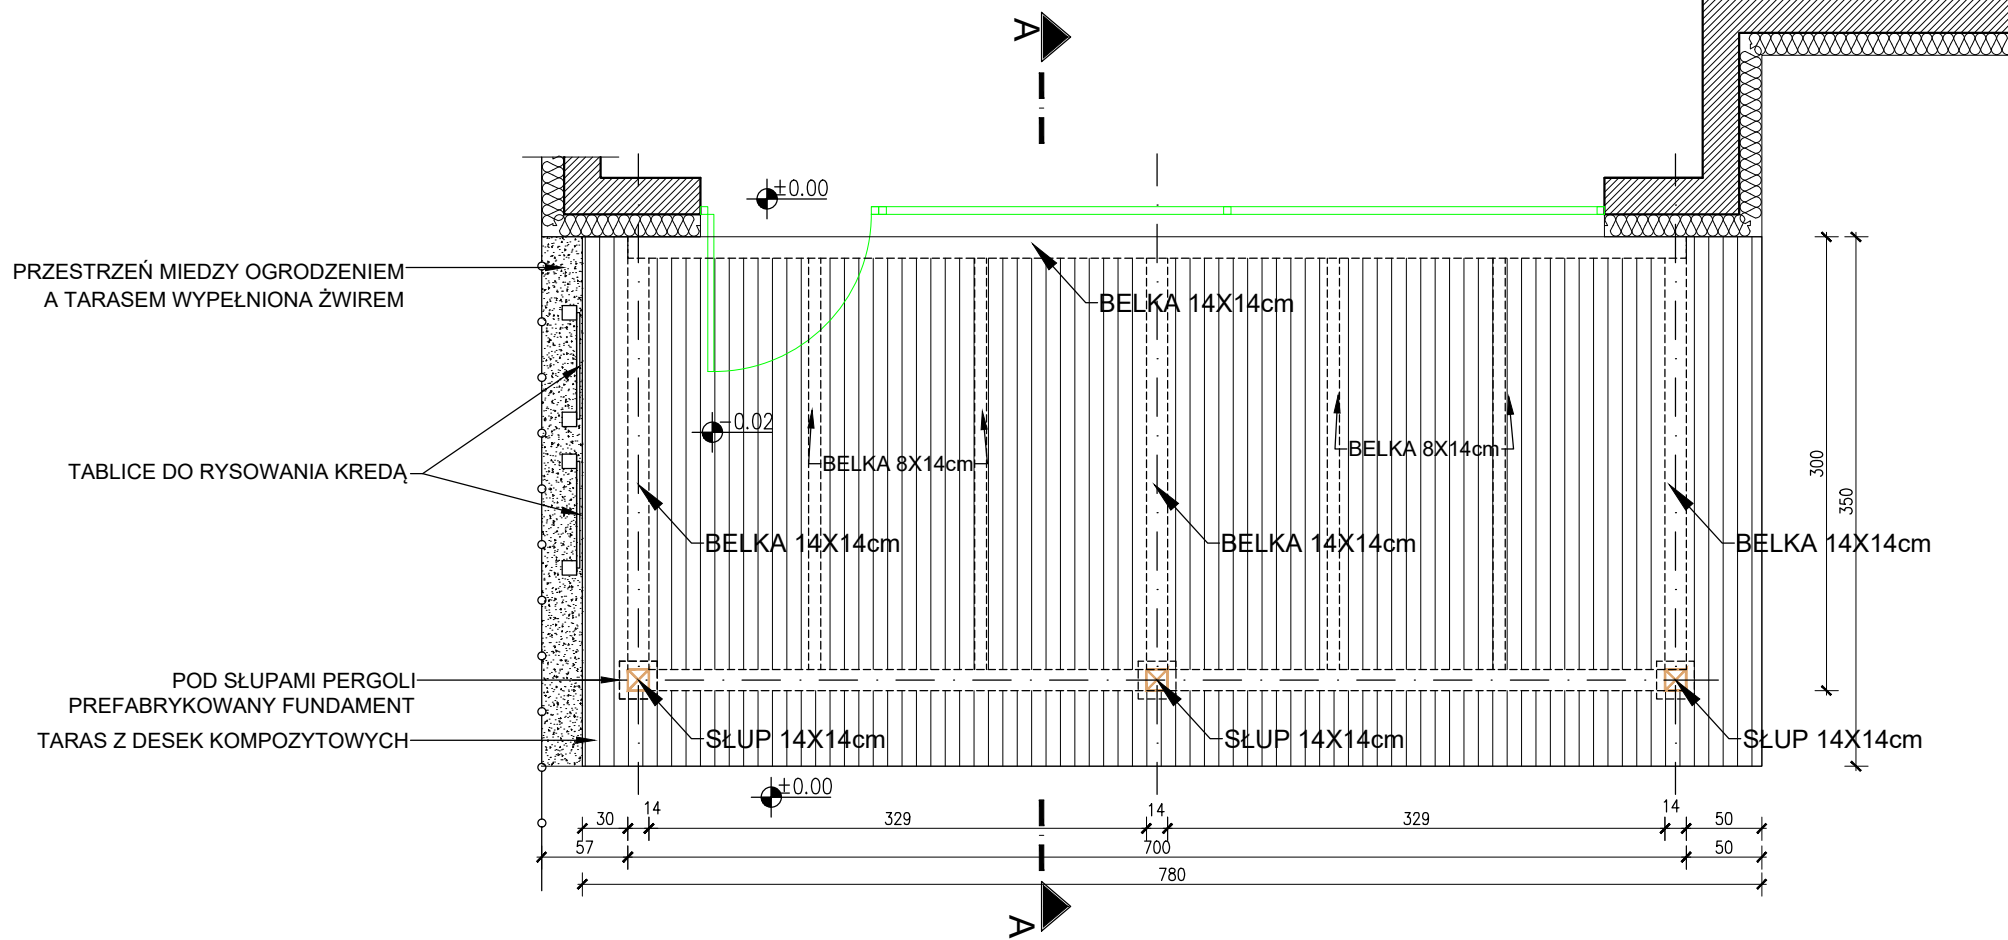 A
±0.00
PRZESTRZEŃ MIEDZY OGRODZENIEM
A TARASEM WYPEŁNIONA ŻWIREM
BELKA 14X14cm
-0.02
BELKA 8X14cm
BELKA 8X14cm
TABLICE DO RYSOWANIA KREDĄ
300
350
BELKA 14X14cm
BELKA 14X14cm
BELKA 14X14cm
POD SŁUPAMI PERGOLI
PREFABRYKOWANY FUNDAMENT
TARAS Z DESEK KOMPOZYTOWYCH
SŁUP 14X14cm
SŁUP 14X14cm
SŁUP 14X14cm
±0.00
30
14
329
14
329
14
50
57
700
50
780
A